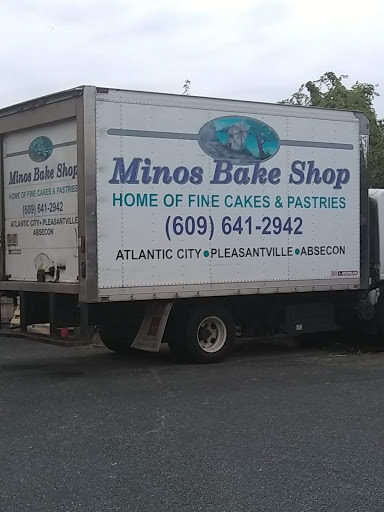 Minos Bake Shop
HOME OF FINE CAKES & PASTRIES
(609) 641-2942
ATLANTIC CITY•PLEASANTVILLE
ABSECON
Minos Bake Shop
HOME OF FINE CAKES & PASTRIES
(609) 641-2942
ATLANTIC CITY•PLEASANTVILLE•ABSECON